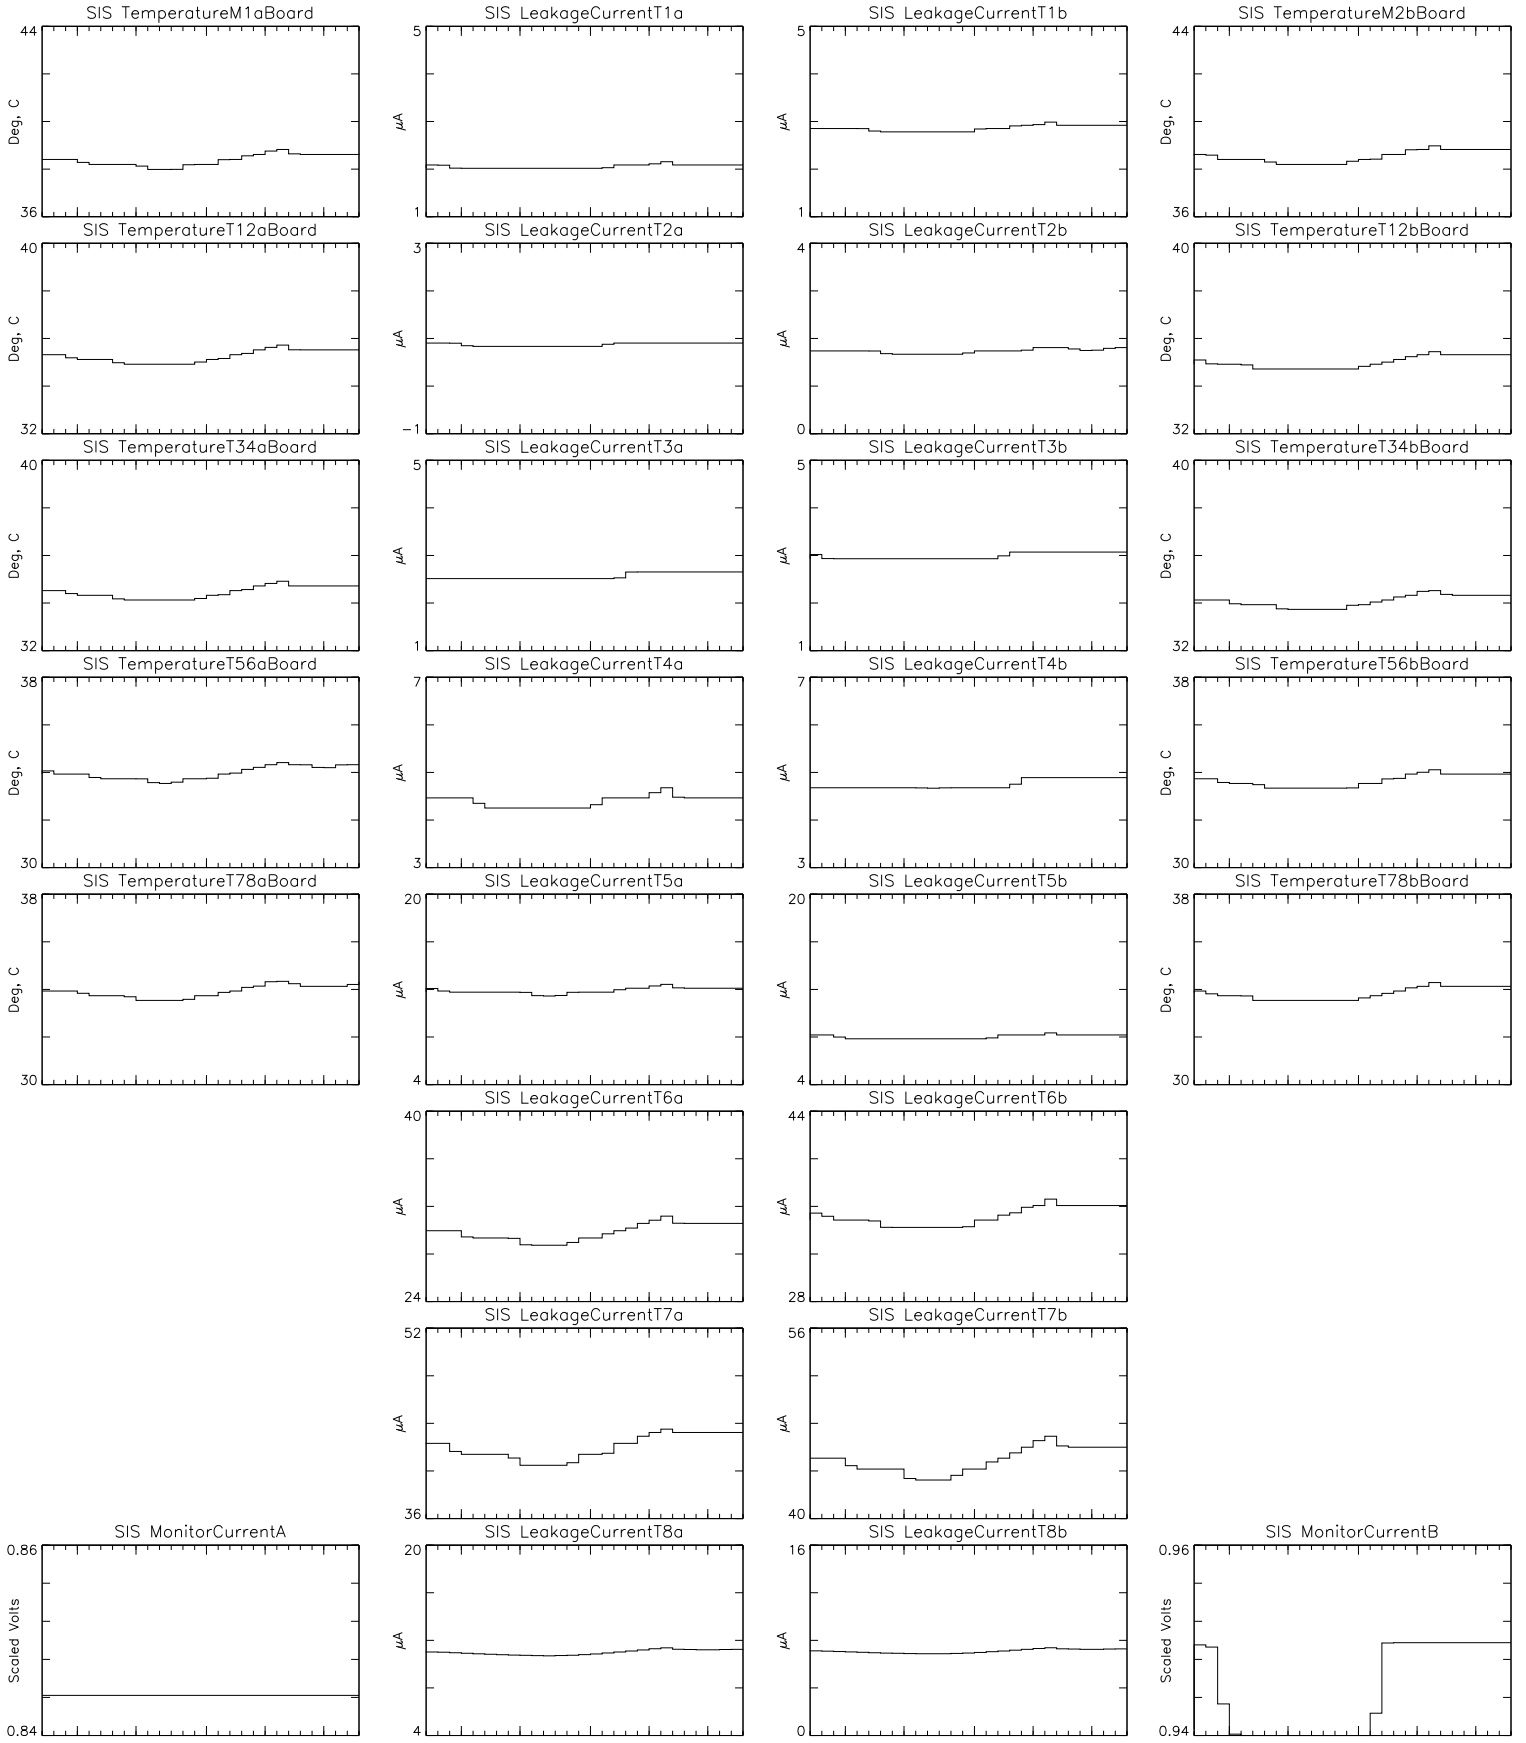 SIS TemperatureM1aBoard
44
Deg, C
36
SIS LeakageCurrentT1a
5
μA
1
SIS LeakageCurrentT1b
5
μA
1
SIS TemperatureM2bBoard
44
Deg, C
36
SIS TemperatureT12aBoard
40
Deg, C
32
SIS LeakageCurrentT2a
3
μA
-1
SIS LeakageCurrentT2b
4
μA
0
SIS TemperatureT12bBoard
40
Deg, C
32
SIS TemperatureT34aBoard
40
Deg, C
32
SIS LeakageCurrentT3a
5
μA
1
SIS LeakageCurrentT3b
5
μA
1
SIS TemperatureT34bBoard
40
Deg, C
32
SIS TemperatureT56aBoard
38
Deg, C
30
SIS LeakageCurrentT4a
7
μA
3
SIS LeakageCurrentT4b
7
μA
3
SIS TemperatureT56bBoard
38
Deg, C
30
SIS TemperatureT78aBoard
38
Deg, C
30
SIS LeakageCurrentT5a
20
μA
4
SIS LeakageCurrentT5b
20
μA
4
SIS TemperatureT78bBoard
38
Deg, C
30
SIS LeakageCurrentT6a
40
μA
24
SIS LeakageCurrentT6b
44
μA
28
SIS LeakageCurrentT7a
52
μA
36
SIS LeakageCurrentT7b
56
μA
40
SIS MonitorCurrentA
0.86
Scaled Volts
0.84
SIS LeakageCurrentT8a
20
μA
4
SIS LeakageCurrentT8b
16
μA
0
SIS MonitorCurrentB
0.96
Scaled Volts
0.94